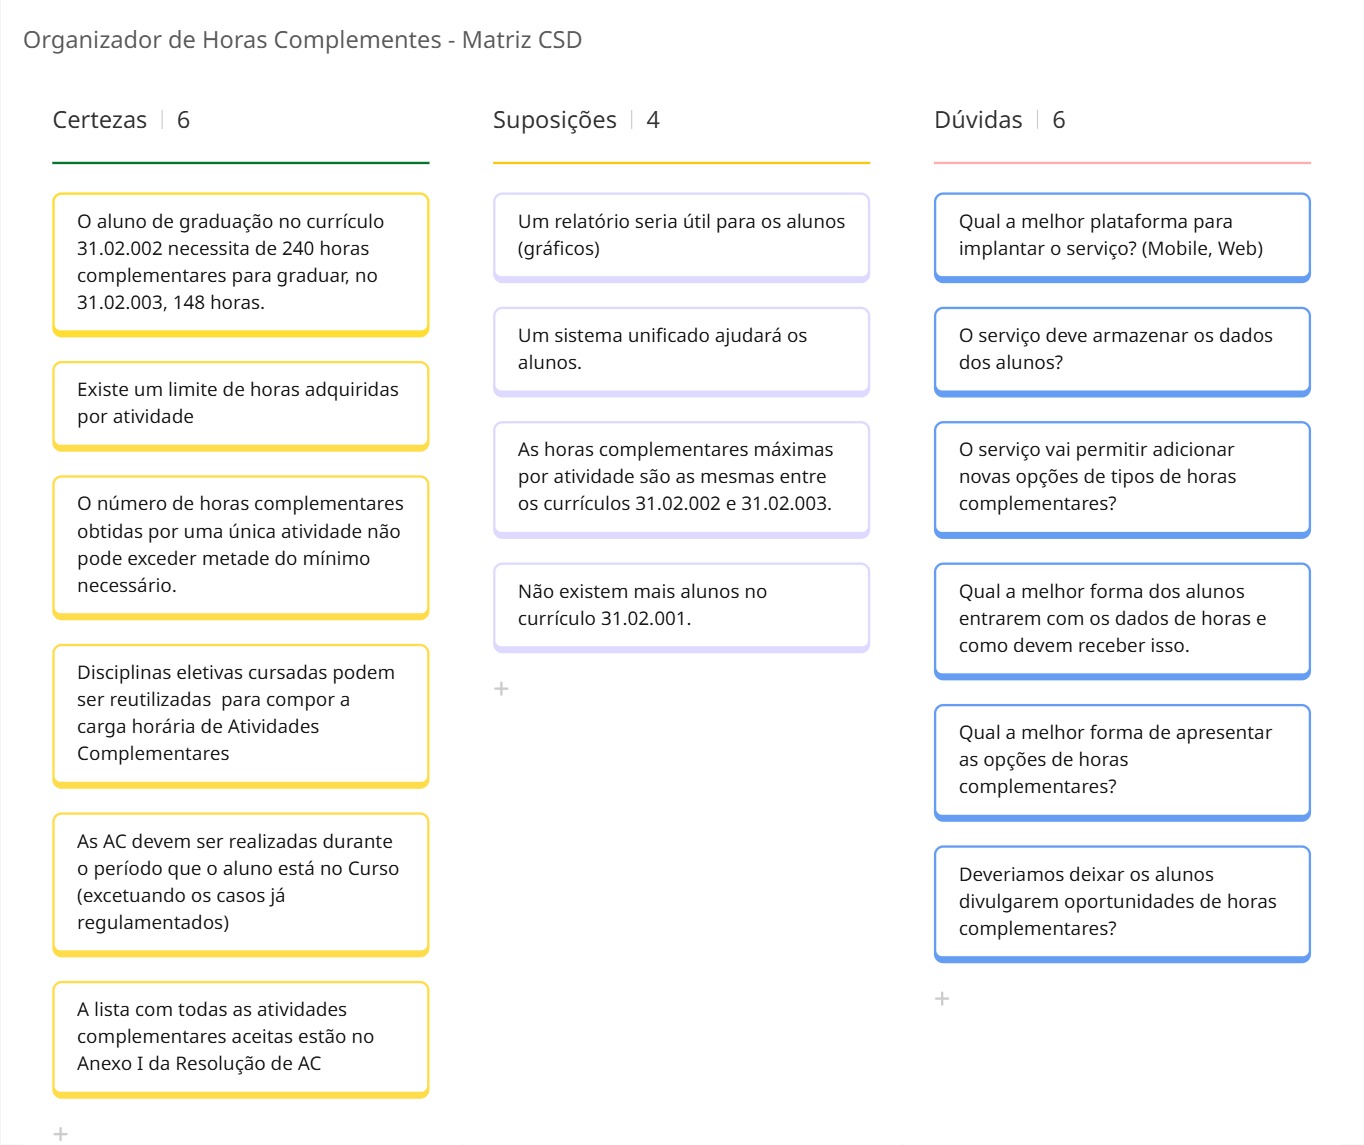 Organizador de Horas Complementes - Matriz CSD
Certezas | 6
O aluno de graduação no currículo
31.02.002 necessita de 240 horas
complementares para graduar, no
31.02.003, 148 horas.
Existe um limite de horas adquiridas
por atividade
O número de horas complementares
obtidas por uma única atividade não
pode exceder metade do mínimo
necessário.
Disciplinas eletivas cursadas podem
ser reutilizadas  para compor a
carga horária de Atividades
Complementares
As AC devem ser realizadas durante
o período que o aluno está no Curso
(excetuando os casos já
regulamentados)
A lista com todas as atividades
complementares aceitas estão no
Anexo I da Resolução de AC
+
Suposições | 4
Um relatório seria útil para os alunos
(gráficos)
Um sistema unificado ajudará os
alunos.
As horas complementares máximas
por atividade são as mesmas entre
os currículos 31.02.002 e 31.02.003.
Não existem mais alunos no
currículo 31.02.001.
+
Dúvidas | 6
Qual a melhor plataforma para
implantar o serviço? (Mobile, Web)
O serviço deve armazenar os dados
dos alunos?
O serviço vai permitir adicionar
novas opções de tipos de horas
complementares?
Qual a melhor forma dos alunos
entrarem com os dados de horas e
como devem receber isso.
Qual a melhor forma de apresentar
as opções de horas
complementares?
Deveriamos deixar os alunos
divulgarem oportunidades de horas
complementares?
+